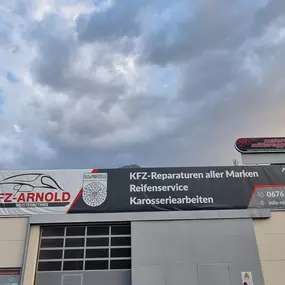 FZ-ARNOLD
MEISTERBETRIEB
KFZ-Reparaturen aller Marken
Reifenservice
Karosseriearbeiten
0676